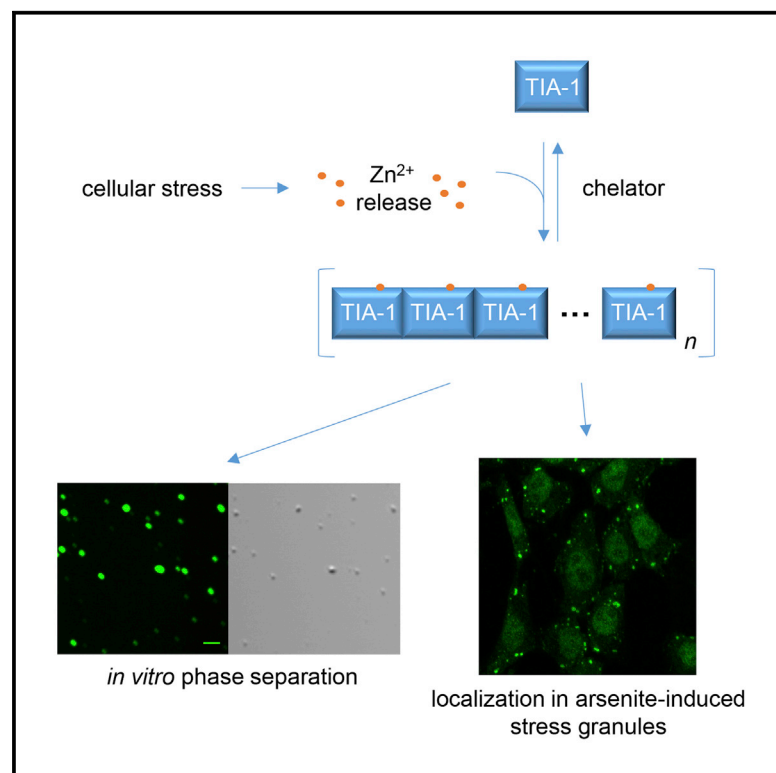 TIA-1
cellular stress
Zn2+
release
chelator
TIA-1 TIA-1 TIA-1 ... TIA-1
n
in vitro phase separation
localization in arsenite-induced
stress granules